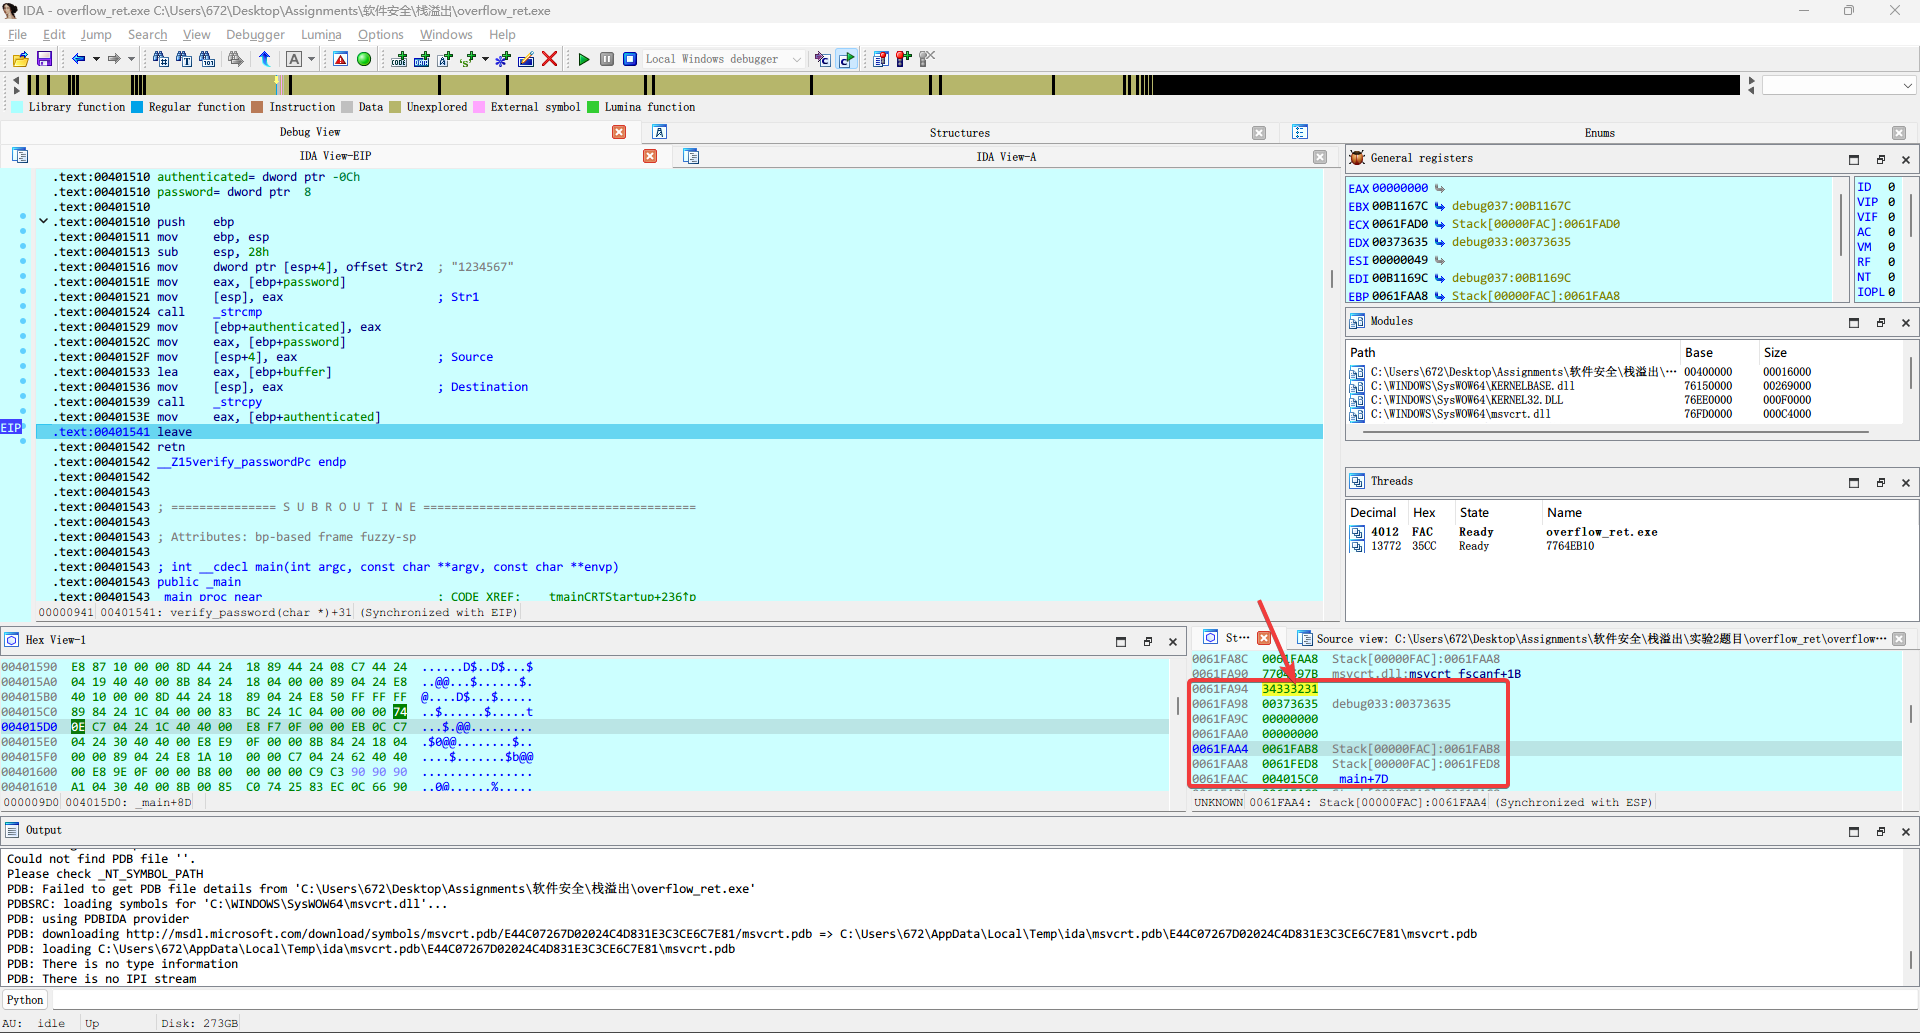 IDA - overflow_ret.exe C:\Users\672\Desktop\Assignments\软件安全\栈溢出\overflow_ret.exe
File Edit Jump Search View Debugger Lumina Options Windows Help
Local Windows debugger
Library function Regular function Instruction Data Unexplored External symbol Lumina function
Debug View
Structures
Enums
IDA View-EIP
IDA View-A
.text:00401510 authenticated= dword ptr -0Ch
.text:00401510 password= dword ptr  8
.text:00401510
.text:00401510 push    ebp
.text:00401511 mov     ebp, esp
.text:00401513 sub     esp, 28h
.text:00401516 mov     dword ptr [esp+4], offset Str2  ; "1234567"
.text:0040151E mov     eax, [ebp+password]
.text:00401521 mov     [esp], eax                      ; Str1
.text:00401524 call    _strcmp
.text:00401529 mov     [ebp+authenticated], eax
.text:0040152C mov     eax, [ebp+password]
.text:0040152F mov     [esp+4], eax                    ; Source
.text:00401533 lea     eax, [ebp+buffer]
.text:00401536 mov     [esp], eax                      ; Destination
.text:00401539 call    _strcpy
.text:0040153E mov     eax, [ebp+authenticated]
EIP
.text:00401541 leave
.text:00401542 retn
.text:00401542 __Z15verify_passwordPc endp
.text:00401542
.text:00401543
.text:00401543 ; =============== S U B R O U T I N E =======================================
.text:00401543
.text:00401543 ; Attributes: bp-based frame fuzzy-sp
.text:00401543
.text:00401543 ; int __cdecl main(int argc, const char **argv, const char **envp)
.text:00401543 public _main
.text:00401543 _main proc near                         ; CODE XREF: ___tmainCRTStartup+236↑p
00000941 00401541: verify_password(char *)+31 (Synchronized with EIP)
General registers
EAX 00000000
EBX 00B1167C debug037:00B1167C
ECX 0061FAD0 Stack[00000FAC]:0061FAD0
EDX 00373635 debug033:00373635
ESI 00000049
EDI 00B1169C debug037:00B1169C
EBP 0061FAA8 Stack[00000FAC]:0061FAA8
ID 0
VIP 0
VIF 0
AC 0
VM 0
RF 0
NT 0
IOPL 0
Modules
Path Base Size
C:\Users\672\Desktop\Assignments\软件安全\栈溢出\··· 00400000 00016000
C:\WINDOWS\SysWOW64\KERNELBASE.dll 76150000 00269000
C:\WINDOWS\SysWOW64\KERNEL32.DLL 76EE0000 000F0000
C:\WINDOWS\SysWOW64\msvcrt.dll 76FD0000 000C4000
Threads
Decimal Hex State Name
4012 FAC Ready overflow_ret.exe
13772 35CC Ready 7764EB10
Hex View-1
00401590 E8 87 10 00 00 8D 44 24 18 89 44 24 08 C7 44 24 ......D$..D$...$
004015A0 04 19 40 40 00 8B 84 24 18 04 00 00 89 04 24 E8 ..@@...$......$.
004015B0 40 10 00 00 8D 44 24 18 89 04 24 E8 50 FF FF FF @....D$...$.....
004015C0 89 84 24 1C 04 00 00 83 BC 24 1C 04 00 00 00 74 ..$......$.....t
004015D0 0E C7 04 24 1C 40 40 00 E8 F7 0F 00 00 EB 0C C7 ...$.@@.........
004015E0 04 24 30 40 40 00 E8 E9 0F 00 00 8B 84 24 18 04 .$0@@........$..
004015F0 00 00 89 04 24 E8 1A 10 00 00 C7 04 24 62 40 40 ....$.......$b@@
00401600 00 E8 9E 0F 00 00 B8 00 00 00 00 C9 C3 90 90 90 ................
00401610 A1 04 30 40 00 8B 00 85 C0 74 25 83 EC 0C 66 90 ..0@......%.....
000009D0 004015D0: _main+8D
St···
Source view: C:\Users\672\Desktop\Assignments\软件安全\栈溢出\实验2题目\overflow_ret\overflow···
0061FA8C 0061FAA8 Stack[00000FAC]:0061FAA8
0061FA90 msvcrt.dll:msvcrt_fscanf+1B
0061FA94 34333231
0061FA98 00373635 debug033:00373635
0061FA9C 00000000
0061FAA0 00000000
0061FAA4 0061FAB8 Stack[00000FAC]:0061FAB8
0061FAA8 0061FED8 Stack[00000FAC]:0061FED8
0061FAAC 004015C0 _main+7D
UNKNOWN 0061FAA4: Stack[00000FAC]:0061FAA4 (Synchronized with ESP)
Output
Could not find PDB file ''.
Please check _NT_SYMBOL_PATH
PDB: Failed to get PDB file details from 'C:\Users\672\Desktop\Assignments\软件安全\栈溢出\overflow_ret.exe'
PDBSRC: loading symbols for 'C:\WINDOWS\SysWOW64\msvcrt.dll'...
PDB: using PDBIDA provider
PDB: downloading http://msdl.microsoft.com/download/symbols/msvcrt.pdb/E44C07267D02024C4D831E3C3CE6C7E81/msvcrt.pdb => C:\Users\672\AppData\Local\Temp\ida\msvcrt.pdb\E44C07267D02024C4D831E3C3CE6C7E81\msvcrt.pdb
PDB: loading C:\Users\672\AppData\Local\Temp\ida\msvcrt.pdb\E44C07267D02024C4D831E3C3CE6C7E81\msvcrt.pdb
PDB: There is no type information
PDB: There is no IPI stream
Python
AU: idle Up Disk: 273GB